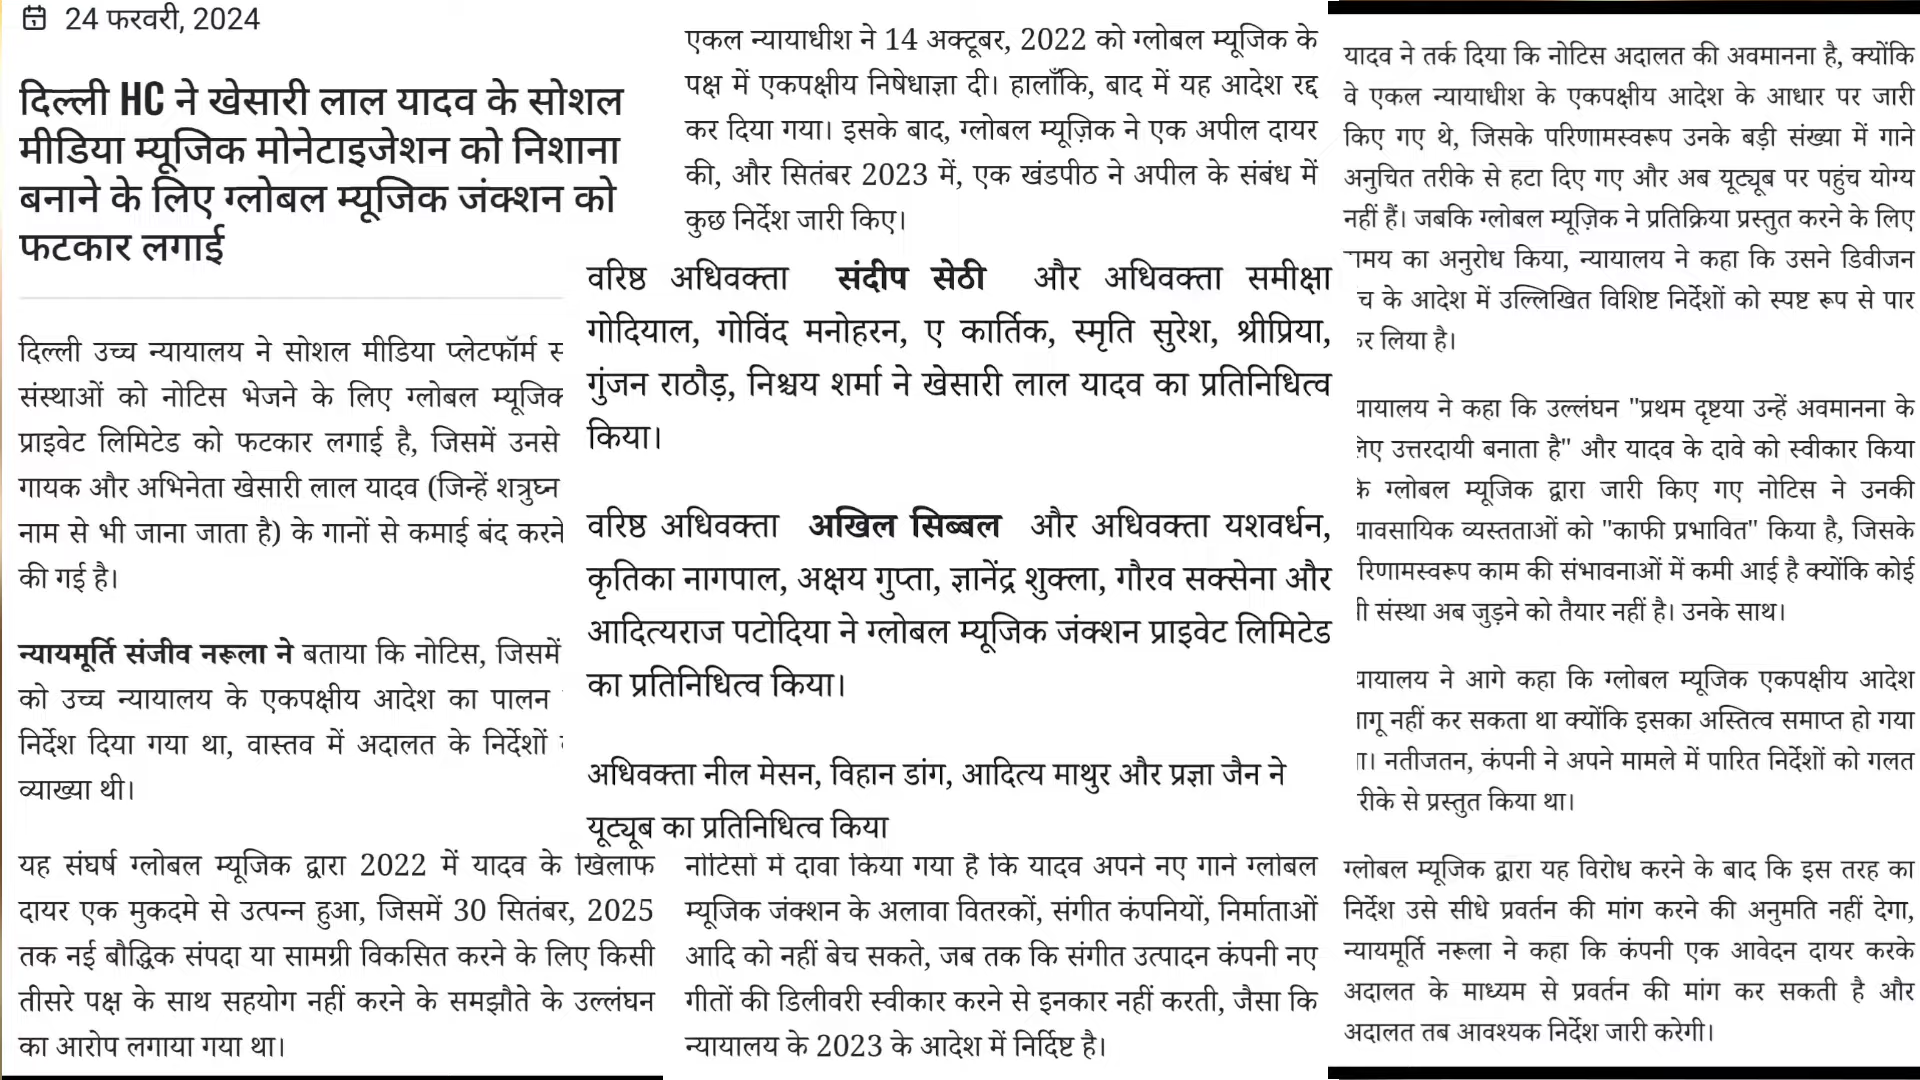 24 फरवरी, 2024
दिल्ली HC ने खेसारी लाल यादव के सोशल
मीडिया म्यूजिक मोनेटाइजेशन को निशाना
बनाने के लिए ग्लोबल म्यूजिक जंक्शन को
फटकार लगाई
दिल्ली उच्च न्यायालय ने सोशल मीडिया प्लेटफॉर्म
संस्थाओं को नोटिस भेजने के लिए ग्लोबल म्यूजिक
प्राइवेट लिमिटेड को फटकार लगाई है, जिसमें उनसे
गायक और अभिनेता खेसारी लाल यादव (जिन्हें शत्रुघ्न
नाम से भी जाना जाता है) के गानों से कमाई बंद करने
की गई है।
न्यायमूर्ति संजीव नरूला ने बताया कि नोटिस, जिसमें
को उच्च न्यायालय के एकपक्षीय आदेश का पालन
निर्देश दिया गया था, वास्तव में अदालत के निर्देशों
व्याख्या थी।
यह संघर्ष ग्लोबल म्यूजिक द्वारा 2022 में यादव के खिलाफ
दायर एक मुकदमे से उत्पन्न हुआ, जिसमें 30 सितंबर, 2025
तक नई बौद्धिक संपदा या सामग्री विकसित करने के लिए किसी
तीसरे पक्ष के साथ सहयोग नहीं करने के समझौते के उल्लंघन
का आरोप लगाया गया था।
एकल न्यायाधीश ने 14 अक्टूबर, 2022 को ग्लोबल म्यूजिक के
पक्ष में एकपक्षीय निषेधाज्ञा दी। हालाँकि, बाद में यह आदेश रद्द
कर दिया गया। इसके बाद, ग्लोबल म्यूज़िक ने एक अपील दायर
की, और सितंबर 2023 में, एक खंडपीठ ने अपील के संबंध में
कुछ निर्देश जारी किए।
वरिष्ठ अधिवक्ता संदीप सेठी और अधिवक्ता समीक्षा
गोदियाल, गोविंद मनोहरन, ए कार्तिक, स्मृति सुरेश, श्रीप्रिया,
गुंजन राठौड़, निश्चय शर्मा ने खेसारी लाल यादव का प्रतिनिधित्व
किया।
वरिष्ठ अधिवक्ता अखिल सिब्बल और अधिवक्ता यशवर्धन,
कृतिका नागपाल, अक्षय गुप्ता, ज्ञानेंद्र शुक्ला, गौरव सक्सेना और
आदित्यराज पटोदिया ने ग्लोबल म्यूजिक जंक्शन प्राइवेट लिमिटेड
का प्रतिनिधित्व किया।
अधिवक्ता नील मेसन, विहान डांग, आदित्य माथुर और प्रज्ञा जैन ने
यूट्यूब का प्रतिनिधित्व किया
नोटिसों में दावा किया गया है कि यादव अपने नए गाने ग्लोबल
म्यूजिक जंक्शन के अलावा वितरकों, संगीत कंपनियों, निर्माताओं
आदि को नहीं बेच सकते, जब तक कि संगीत उत्पादन कंपनी नए
गीतों की डिलीवरी स्वीकार करने से इनकार नहीं करती, जैसा कि
न्यायालय के 2023 के आदेश में निर्दिष्ट है।
यादव ने तर्क दिया कि नोटिस अदालत की अवमानना है, क्योंकि
वे एकल न्यायाधीश के एकपक्षीय आदेश के आधार पर जारी
किए गए थे, जिसके परिणामस्वरूप उनके बड़ी संख्या में गाने
अनुचित तरीके से हटा दिए गए और अब यूट्यूब पर पहुंच योग्य
नहीं हैं। जबकि ग्लोबल म्यूज़िक ने प्रतिक्रिया प्रस्तुत करने के लिए
का अनुरोध किया, न्यायालय ने कहा कि उसने डिवीजन
के आदेश में उल्लिखित विशिष्ट निर्देशों को स्पष्ट रूप से पार
लिया है।
ने कहा कि उल्लंघन "प्रथम दृष्टया उन्हें अवमानना के
उत्तरदायी बनाता है" और यादव के दावे को स्वीकार किया
ग्लोबल म्यूजिक द्वारा जारी किए गए नोटिस ने उनकी
व्यस्तताओं को "काफी प्रभावित" किया है, जिसके
काम की संभावनाओं में कमी आई है क्योंकि कोई
संस्था अब जुड़ने को तैयार नहीं है। उनके साथ।
ने आगे कहा कि ग्लोबल म्यूजिक एकपक्षीय आदेश
नहीं कर सकता था क्योंकि इसका अस्तित्व समाप्त हो गया
नतीजतन, कंपनी ने अपने मामले में पारित निर्देशों को गलत
से प्रस्तुत किया था।
ग्लोबल म्यूजिक द्वारा यह विरोध करने के बाद कि इस तरह का
निर्देश उसे सीधे प्रवर्तन की मांग करने की अनुमति नहीं देगा,
न्यायमूर्ति नरूला ने कहा कि कंपनी एक आवेदन दायर करके
अदालत के माध्यम से प्रवर्तन की मांग कर सकती है और
अदालत तब आवश्यक निर्देश जारी करेगी।